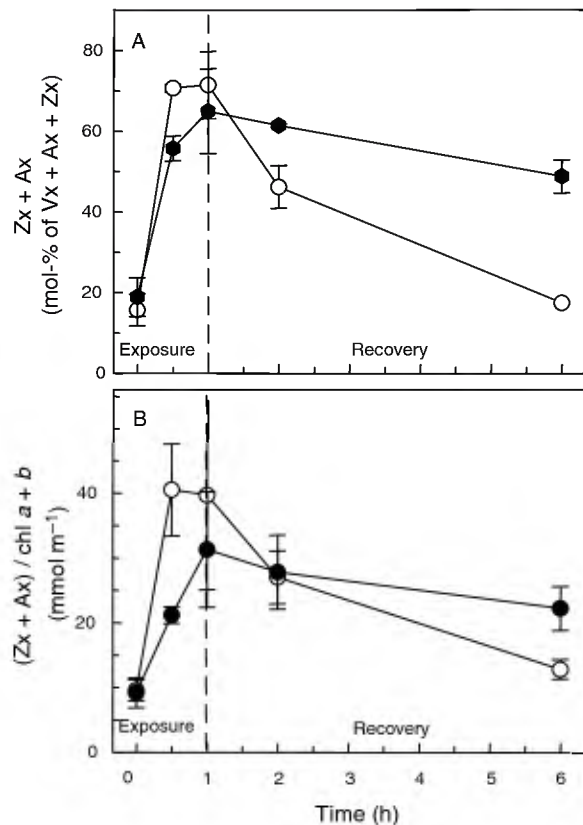 A
Zx + Ax
(mol-% of Vx + Ax + Zx)
80
60
40
20
0
Exposure
Recovery
B
(Zx + Ax) / chl a + b
(mmol m⁻¹)
40
20
0
Exposure
Recovery
0 1 2 3 4 5 6
Time (h)